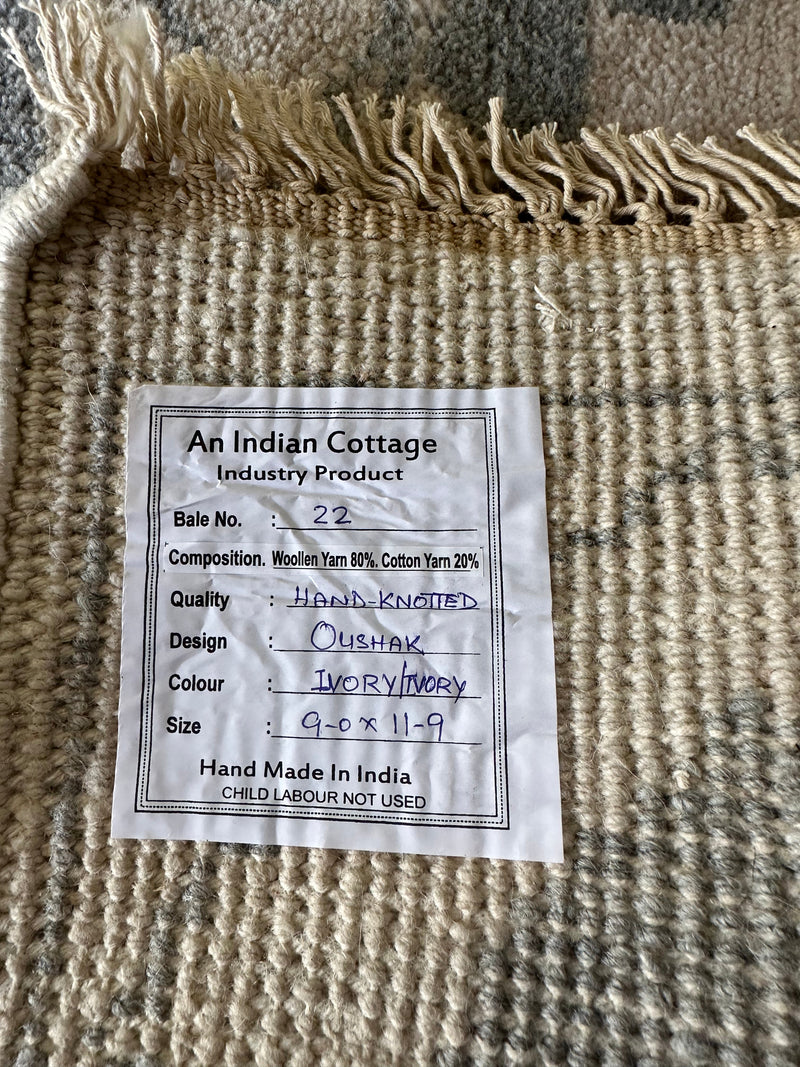 An Indian Cottage
Industry Product
Bale No. : 22
Composition. Woollen Yarn 80%. Cotton Yarn 20%
Quality : HAND-KNOTTED
Design : OUSHAK
Colour : IVORY/IVORY
Size : 9-0 x 11-9
Hand Made In India
CHILD LABOUR NOT USED